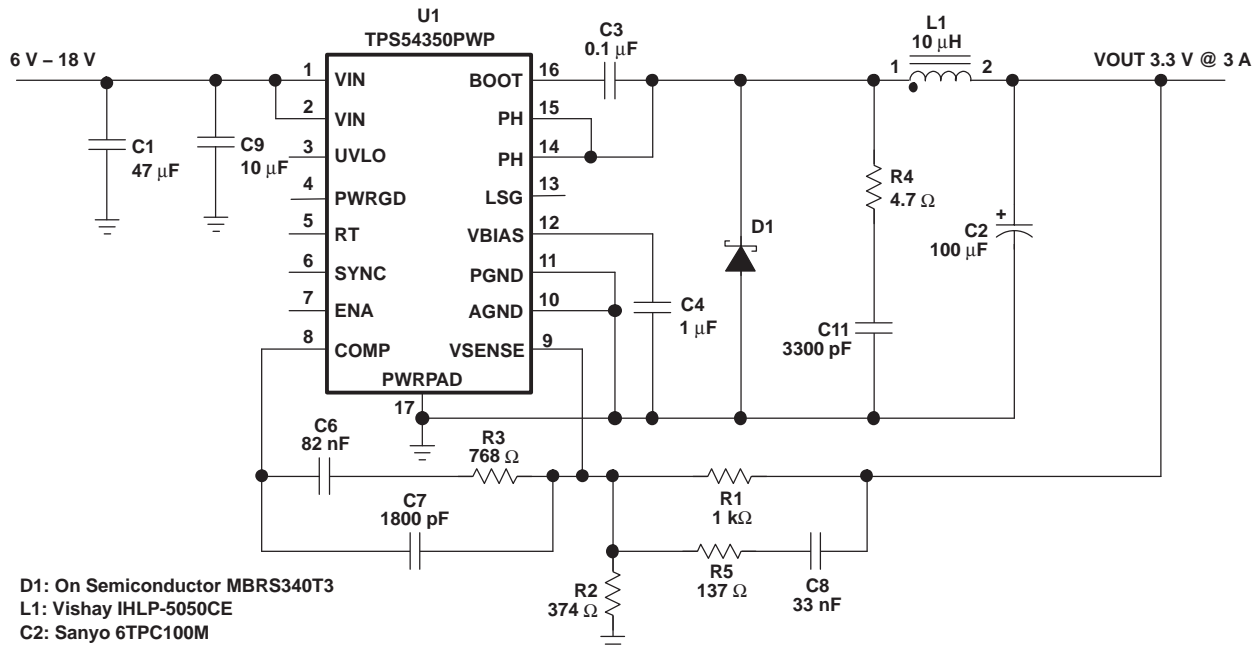 U1
TPS54350PWP
6 V – 18 V
C3
0.1 μF
L1
10 μH
VOUT 3.3 V @ 3 A
1 VIN
BOOT 16
1 2
2 VIN
PH 15
C1
47 μF
C9
10 μF
3 UVLO
PH 14
4 PWRGD
LSG 13
R4
4.7 Ω
5 RT
VBIAS 12
D1
+
C2
100 μF
6 SYNC
PGND 11
7 ENA
AGND 10
C4
1 μF
C11
3300 pF
8 COMP
VSENSE 9
PWRPAD
17
C6
82 nF
R3
768 Ω
R1
1 kΩ
C7
1800 pF
R5
137 Ω
C8
33 nF
R2
374 Ω
D1: On Semiconductor MBRS340T3
L1: Vishay IHLP-5050CE
C2: Sanyo 6TPC100M